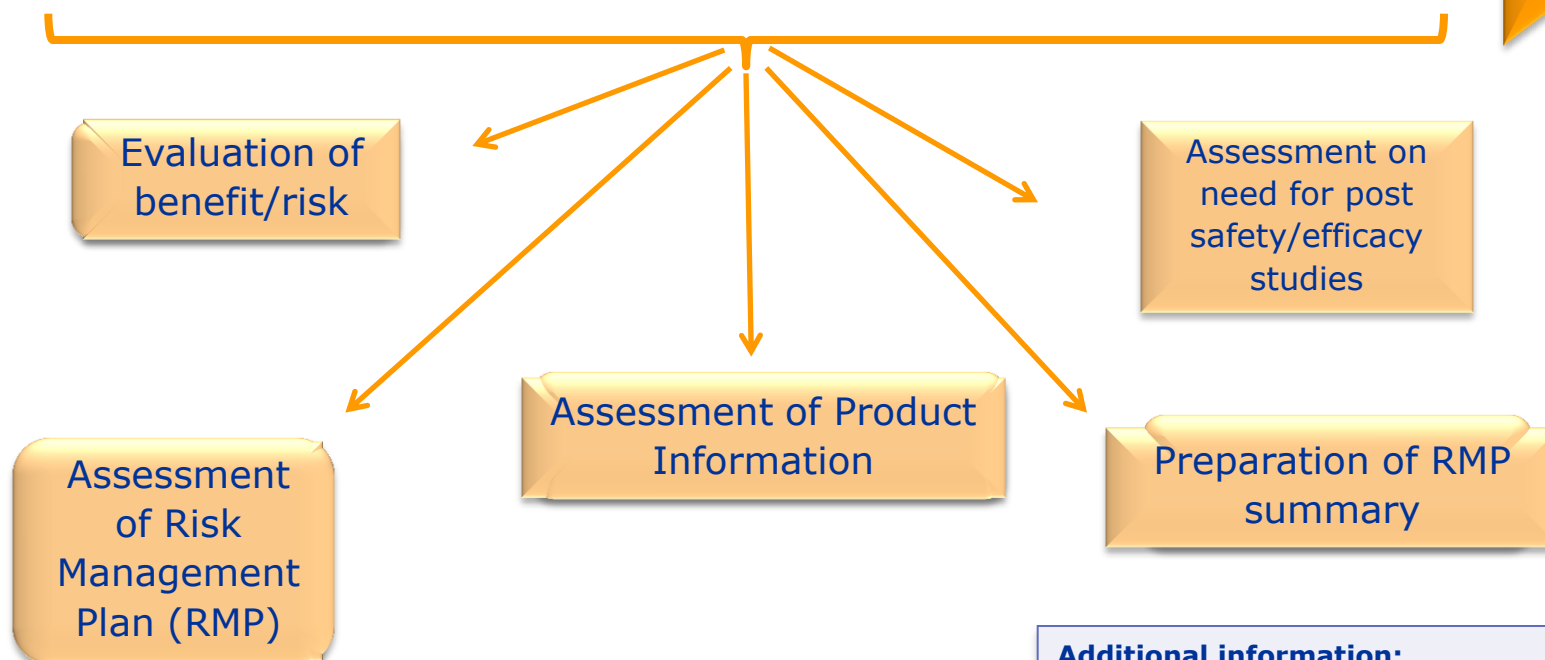 Evaluation of
benefit/risk
Assessment on
need for post
safety/efficacy
studies
Assessment
of Risk
Management
Plan (RMP)
Assessment of Product
Information
Preparation of RMP
summary
Additional information: